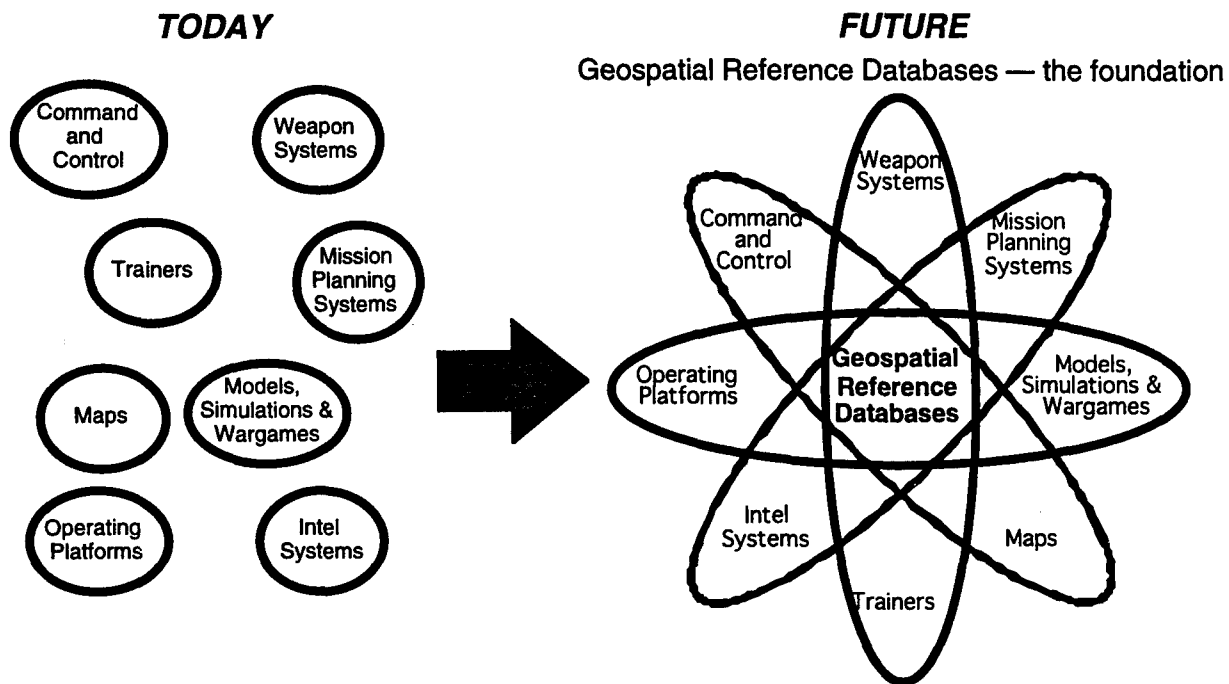 TODAY
Command
and
Control
Weapon
Systems
Trainers
Mission
Planning
Systems
Maps
Models,
Simulations &
Wargames
Operating
Platforms
Intel
Systems
FUTURE
Geospatial Reference Databases — the foundation
Weapon
Systems
Command
and
Control
Mission
Planning
Systems
Operating
Platforms
Geospatial
Reference
Databases
Models,
Simulations &
Wargames
Intel
Systems
Maps
Trainers